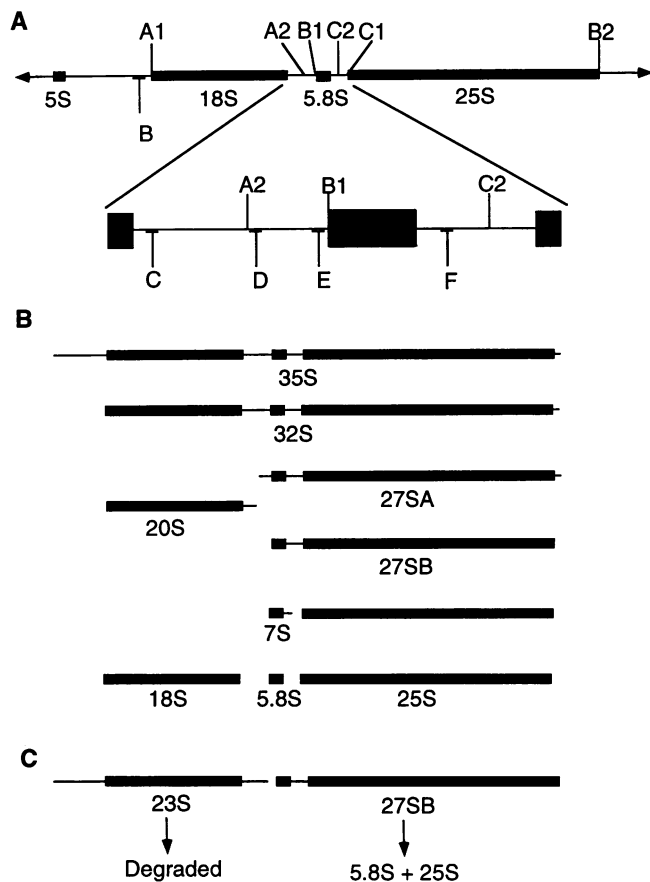 A
A1 A2 B1 C2 C1 B2
5S 18S 5.8S 25S
B
A2 B1 C2
C D E F
B
35S
32S
27SA
20S
27SB
7S
18S 5.8S 25S
C
23S 27SB
Degraded 5.8S + 25S